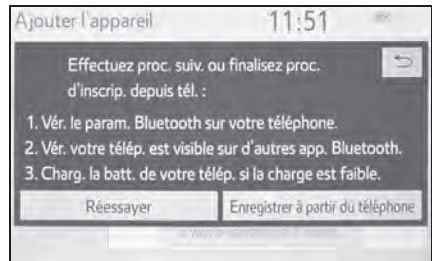 Ajouter l'appareil 11:51
Effectuez proc. suiv. ou finalisez proc.
d'inscrip. depuis tél. :
1. Vér. le param. Bluetooth sur votre téléphone.
2. Vér. votre télép. est visible sur d'autres app. Bluetooth.
3. Charg. la batt. de votre télép. si la charge est faible.
Réessayer Enregistrer à partir du téléphone